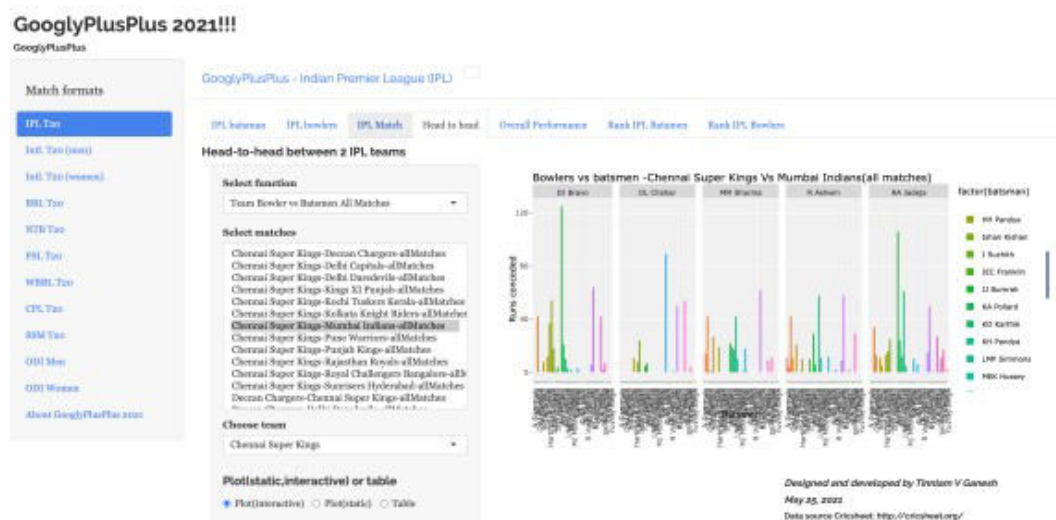 GooglyPlusPlus 2021!!!
GooglyPlusPlus
Match formats
IPL T20
Intl. T20 (men)
Intl. T20 (women)
BBL T20
NTB T20
PSL T20
WBBL T20
CPL T20
SSM T20
ODI Men
ODI Women
About GooglyPlusPlus 2021
GooglyPlusPlus - Indian Premier League (IPL)
IPL batsman IPL bowlers IPL Match Head to head Overall Performance Rank IPL Batsmen Rank IPL Bowlers
Head-to-head between 2 IPL teams
Select function
Team Bowler vs Batsmen All Matches
Select matches
Chennai Super Kings-Deccan Chargers-allMatches
Chennai Super Kings-Delhi Capitals-allMatches
Chennai Super Kings-Delhi Daredevils-allMatches
Chennai Super Kings-Kings XI Punjab-allMatches
Chennai Super Kings-Kochi Tuskers Kerala-allMatches
Chennai Super Kings-Kolkata Knight Riders-allMatches
Chennai Super Kings-Mumbai Indians-allMatches
Chennai Super Kings-Pune Warriors-allMatches
Chennai Super Kings-Punjab Kings-allMatches
Chennai Super Kings-Rajasthan Royals-allMatches
Chennai Super Kings-Royal Challengers Bangalore-allM
Chennai Super Kings-Sunrisers Hyderabad-allMatches
Deccan Chargers-Chennai Super Kings-allMatches
Choose team
Chennai Super Kings
Plot(static,interactive) or table
Plot(interactive) Plot(static) Table
Bowlers vs batsmen -Chennai Super Kings Vs Mumbai Indians(all matches)
DJ Bravo DL Chahar MM Sharma R Ashwin RA Jadeja
Runs conceded
0
factor(batsman)
HH Pandya
Ishan Kishan
J Suchith
JEC Franklin
JJ Bumrah
KA Pollard
KD Karthik
KH Pandya
LMP Simmons
MEK Hussey
Designed and developed by Tinniam V Ganesh
May 25, 2021
Data source Cricsheet: http://cricsheet.org/